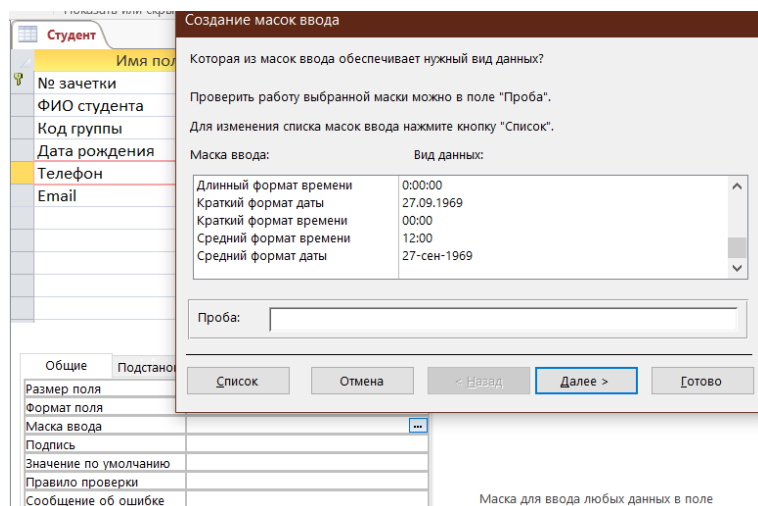 Показать или скры
Студент
Имя пол
№ зачетки
ФИО студента
Код группы
Дата рождения
Телефон
Email
Создание масок ввода
Которая из масок ввода обеспечивает нужный вид данных?
Проверить работу выбранной маски можно в поле "Проба".
Для изменения списка масок ввода нажмите кнопку "Список".
Маска ввода: Вид данных:
Длинный формат времени 0:00:00
Краткий формат даты 27.09.1969
Краткий формат времени 00:00
Средний формат времени 12:00
Средний формат даты 27-сен-1969
Проба:
Список Отмена < Назад Далее > Готово
Общие Подстано
Размер поля
Формат поля
Маска ввода ...
Подпись
Значение по умолчанию
Правило проверки
Сообщение об ошибке
Маска для ввода любых данных в поле